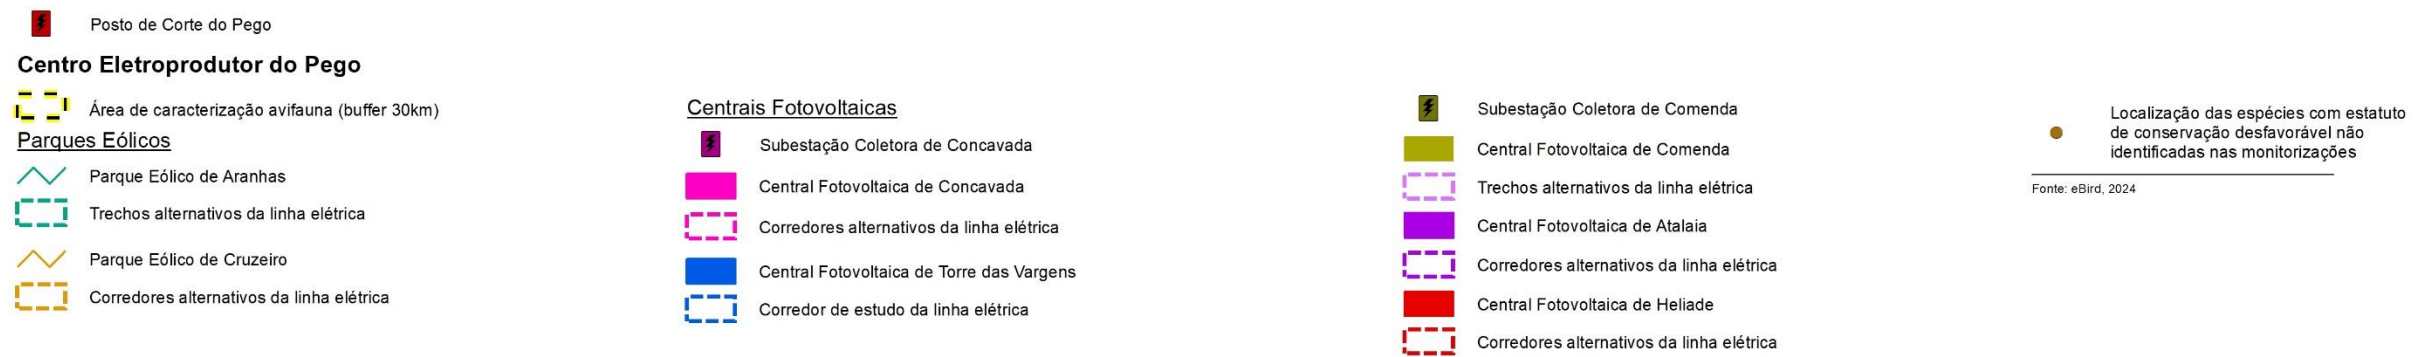 Posto de Corte do Pego
Centro Eletroprodutor do Pego
Área de caracterização avifauna (buffer 30km)
Parques Eólicos
Parque Eólico de Aranhas
Trechos alternativos da linha elétrica
Parque Eólico de Cruzeiro
Corredores alternativos da linha elétrica
Centrais Fotovoltaicas
Subestação Coletora de Concavada
Central Fotovoltaica de Concavada
Corredores alternativos da linha elétrica
Central Fotovoltaica de Torre das Vargens
Corredor de estudo da linha elétrica
Subestação Coletora de Comenda
Central Fotovoltaica de Comenda
Trechos alternativos da linha elétrica
Central Fotovoltaica de Atalaia
Corredores alternativos da linha elétrica
Central Fotovoltaica de Heliade
Corredores alternativos da linha elétrica
Localização das espécies com estatuto
de conservação desfavorável não
identificadas nas monitorizações
Fonte: eBird, 2024